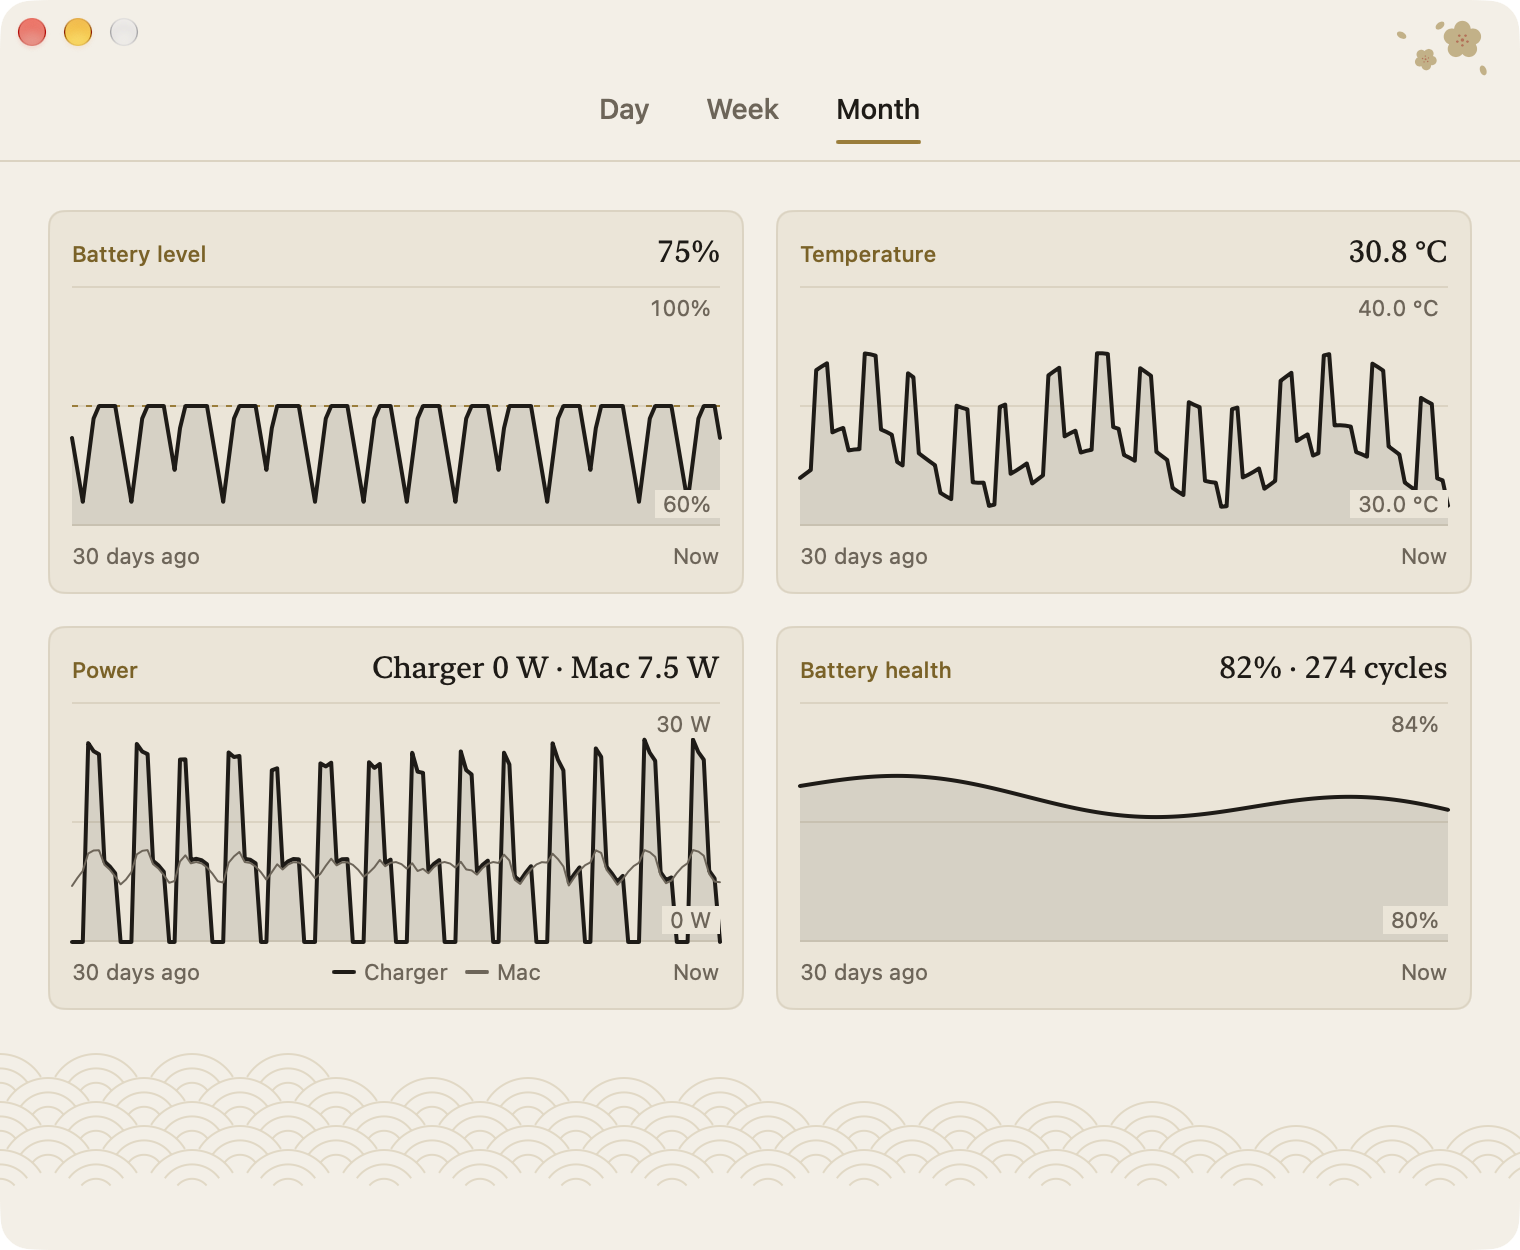 Day Week Month
Battery level 75%
100%
60%
30 days ago Now
Temperature 30.8 °C
40.0 °C
30.0 °C
30 days ago Now
Power Charger 0 W · Mac 7.5 W
30 W
0 W
30 days ago Charger Mac Now
Battery health 82% · 274 cycles
84%
80%
30 days ago Now